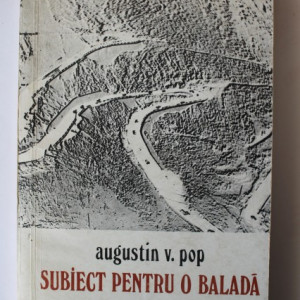 augustin v. pop
SUBIECT PENTRU O BALADĂ